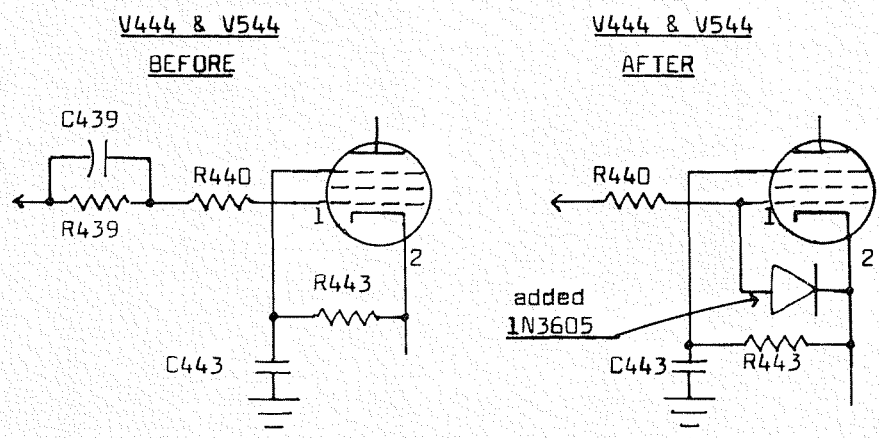 V444 & V544
BEFORE
C439
R440
R439
1
2
R443
C443
V444 & V544
AFTER
R440
1
2
added
1N3605
C443
R443